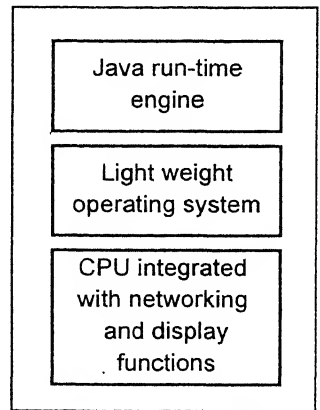 Java run-time
engine
Light weight
operating system
CPU integrated
with networking
and display
functions